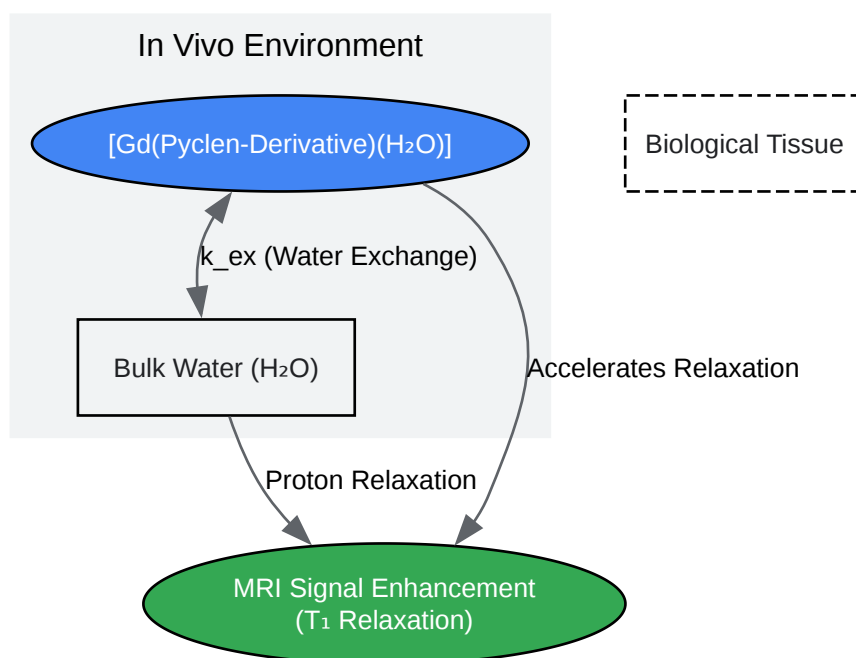 In Vivo Environment
[Gd(Pyclen-Derivative)(H₂O)]
Biological Tissue
k_ex (Water Exchange)
Bulk Water (H₂O)
Accelerates Relaxation
Proton Relaxation
MRI Signal Enhancement
(T₁ Relaxation)